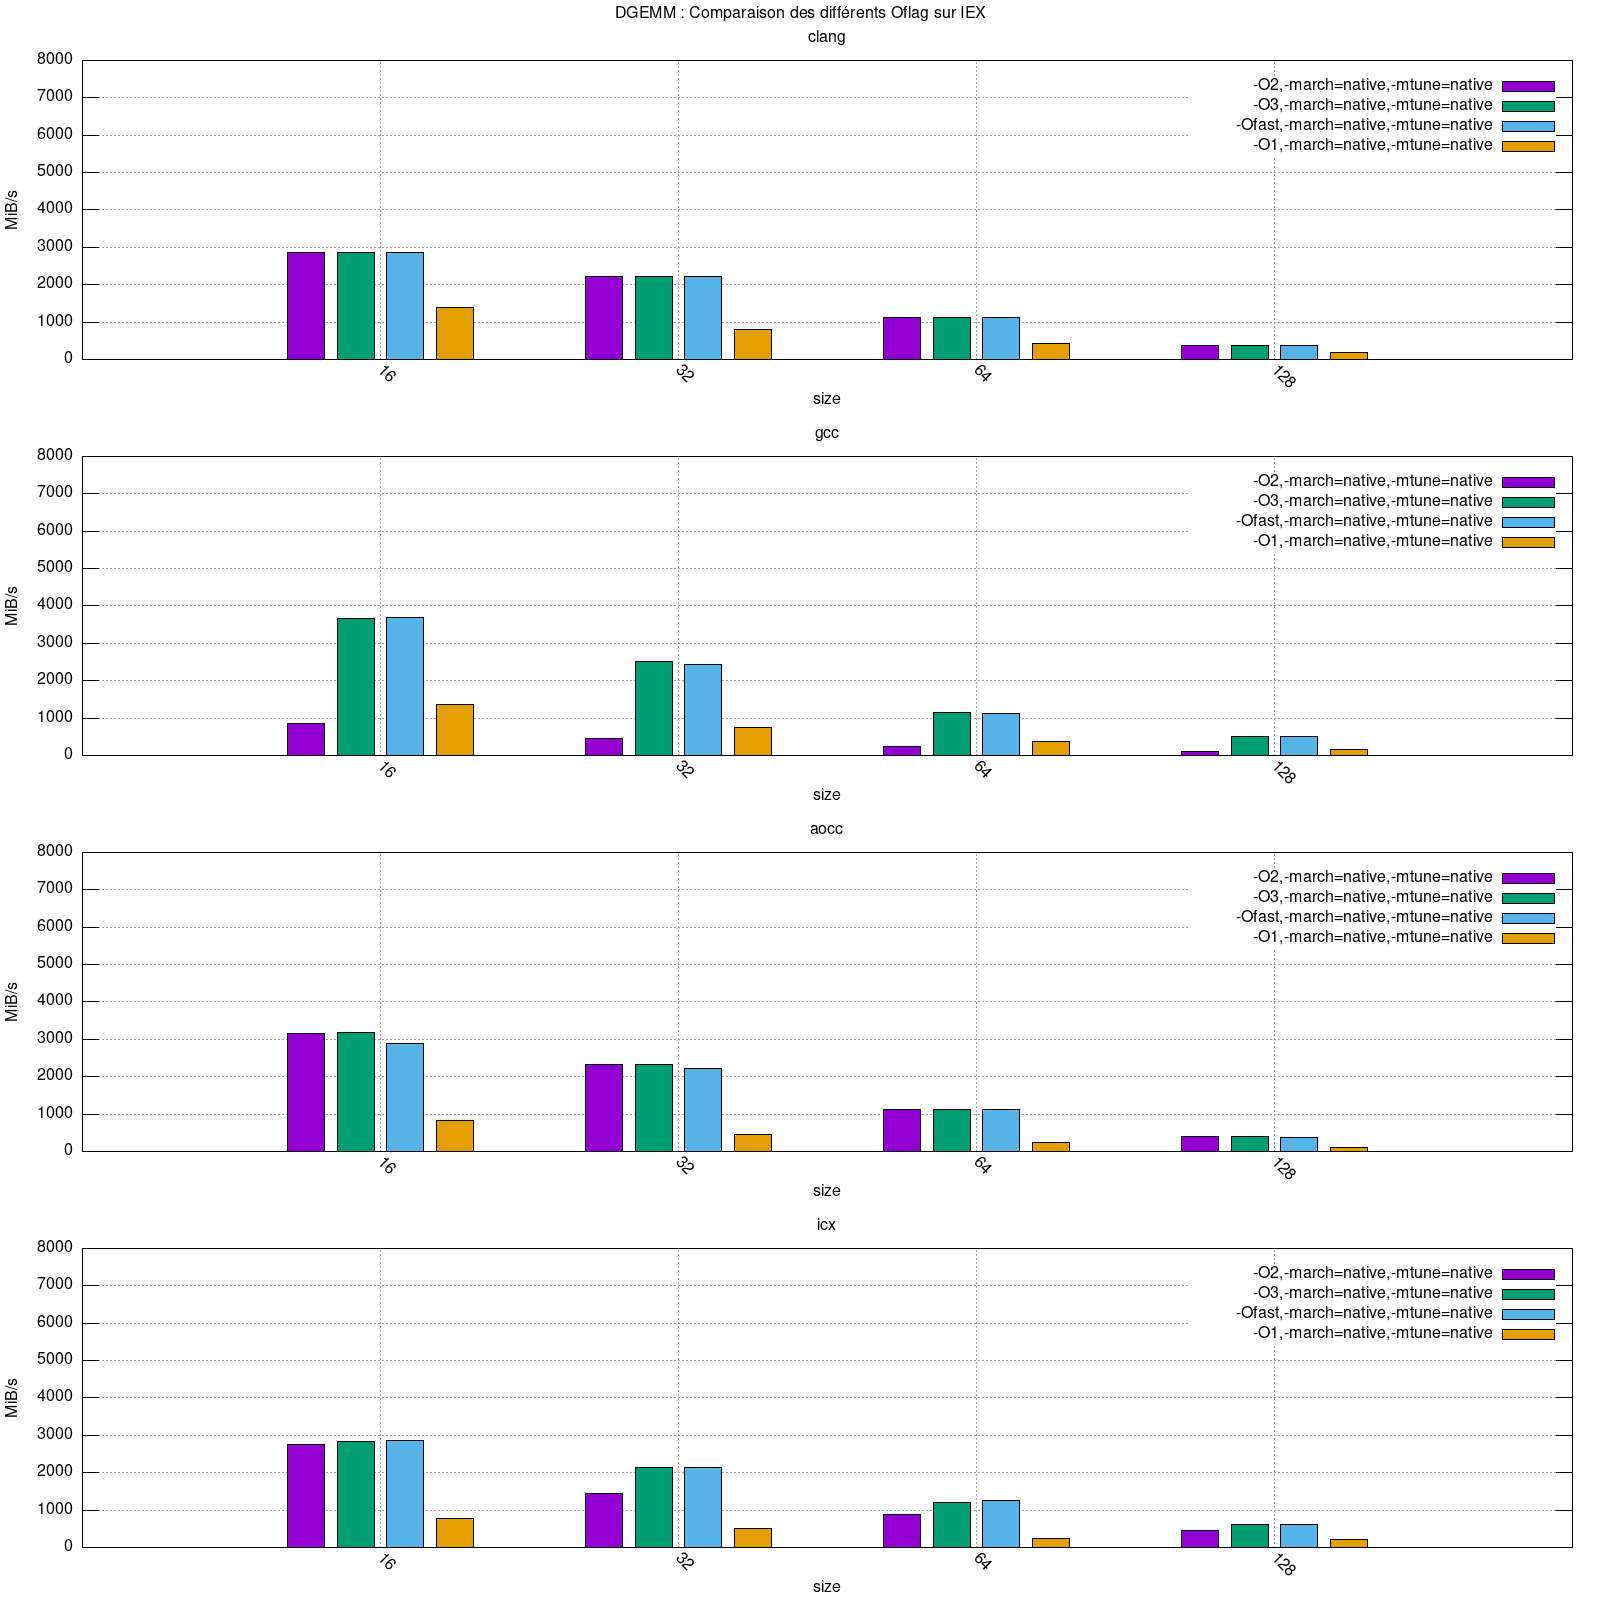 DGEMM : Comparaison des différents Oflag sur IEX
clang
8000
7000
6000
5000
4000
3000
2000
1000
0
MiB/s
-O2,-march=native,-mtune=native
-O3,-march=native,-mtune=native
-Ofast,-march=native,-mtune=native
-O1,-march=native,-mtune=native
16 32 64 128
size
gcc
8000
7000
6000
5000
4000
3000
2000
1000
0
MiB/s
-O2,-march=native,-mtune=native
-O3,-march=native,-mtune=native
-Ofast,-march=native,-mtune=native
-O1,-march=native,-mtune=native
16 32 64 128
size
aocc
8000
7000
6000
5000
4000
3000
2000
1000
0
MiB/s
-O2,-march=native,-mtune=native
-O3,-march=native,-mtune=native
-Ofast,-march=native,-mtune=native
-O1,-march=native,-mtune=native
16 32 64 128
size
icx
8000
7000
6000
5000
4000
3000
2000
1000
0
MiB/s
-O2,-march=native,-mtune=native
-O3,-march=native,-mtune=native
-Ofast,-march=native,-mtune=native
-O1,-march=native,-mtune=native
16 32 64 128
size